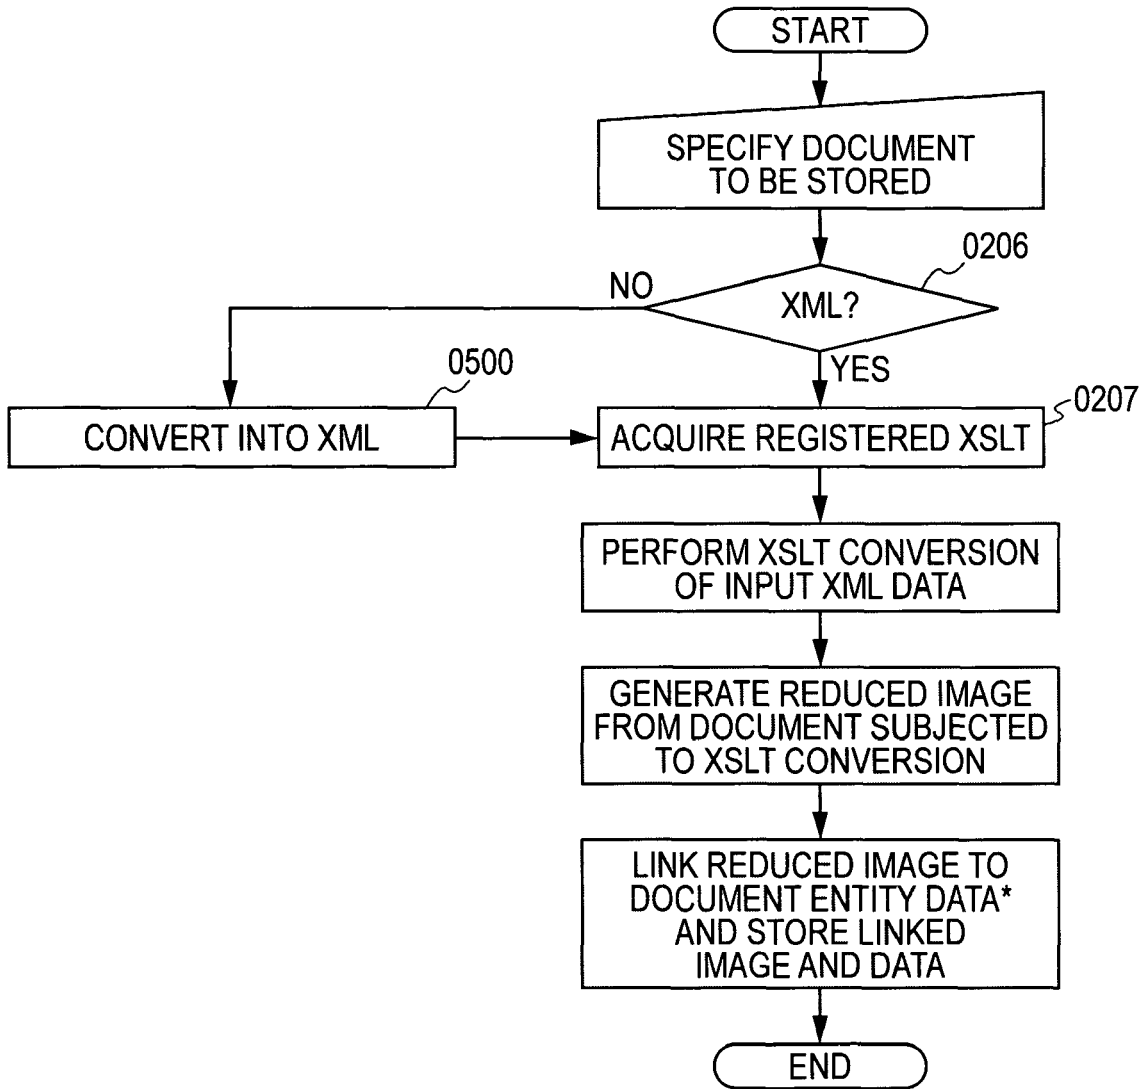 START
SPECIFY DOCUMENT
TO BE STORED
0206
NO
XML?
YES
0500
0207
CONVERT INTO XML
ACQUIRE REGISTERED XSLT
PERFORM XSLT CONVERSION
OF INPUT XML DATA
GENERATE REDUCED IMAGE
FROM DOCUMENT SUBJECTED
TO XSLT CONVERSION
LINK REDUCED IMAGE TO
DOCUMENT ENTITY DATA*
AND STORE LINKED
IMAGE AND DATA
END